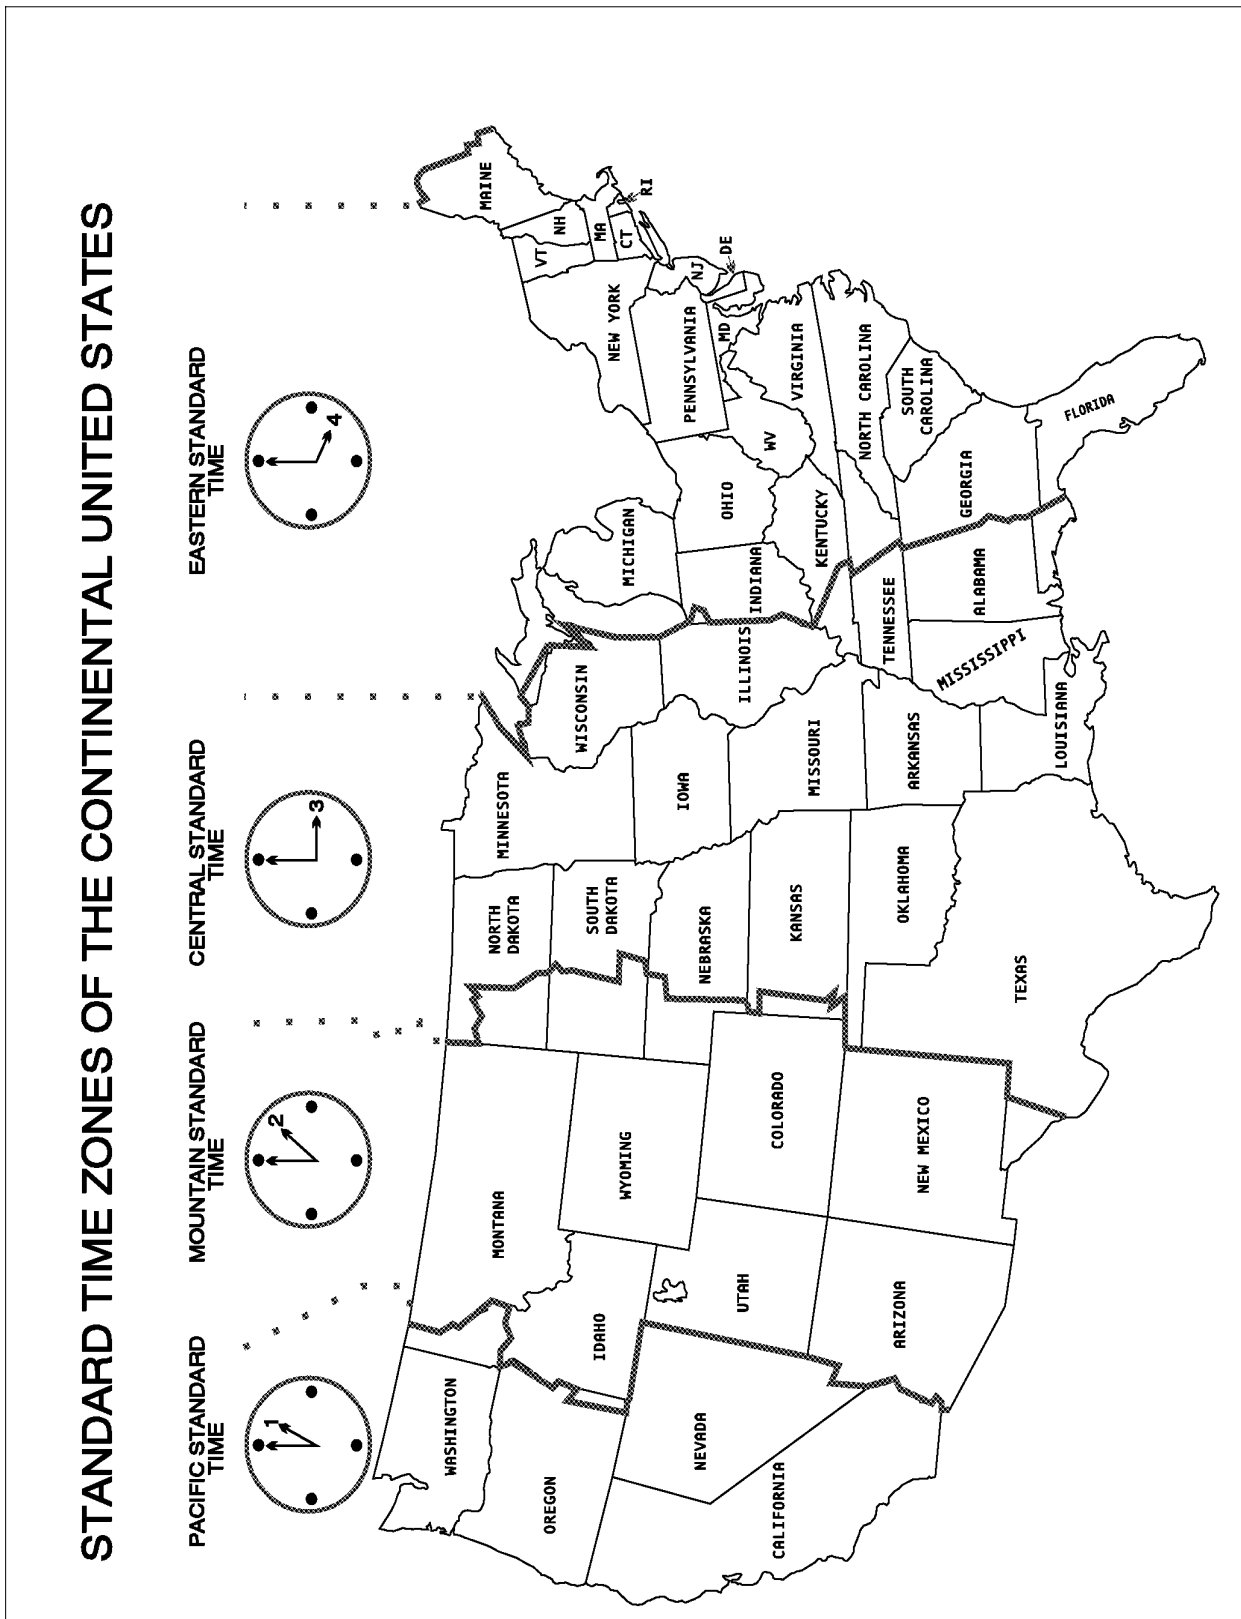 STANDARD TIME ZONES OF THE CONTINENTAL UNITED STATES
PACIFIC STANDARD
TIME
MOUNTAIN STANDARD
TIME
CENTRAL STANDARD
TIME
EASTERN STANDARD
TIME
1
2
3
4
WASHINGTON
OREGON
CALIFORNIA
NEVADA
IDAHO
MONTANA
WYOMING
UTAH
ARIZONA
COLORADO
NEW MEXICO
NORTH
DAKOTA
SOUTH
DAKOTA
NEBRASKA
KANSAS
OKLAHOMA
TEXAS
MINNESOTA
IOWA
MISSOURI
ARKANSAS
LOUISIANA
WISCONSIN
ILLINOIS
MISSISSIPPI
MICHIGAN
INDIANA
KENTUCKY
TENNESSEE
ALABAMA
OHIO
WV
GEORGIA
FLORIDA
SOUTH
CAROLINA
NORTH CAROLINA
VIRGINIA
MD
DE
PENNSYLVANIA
NJ
NEW YORK
CT
RI
MA
VT
NH
MAINE